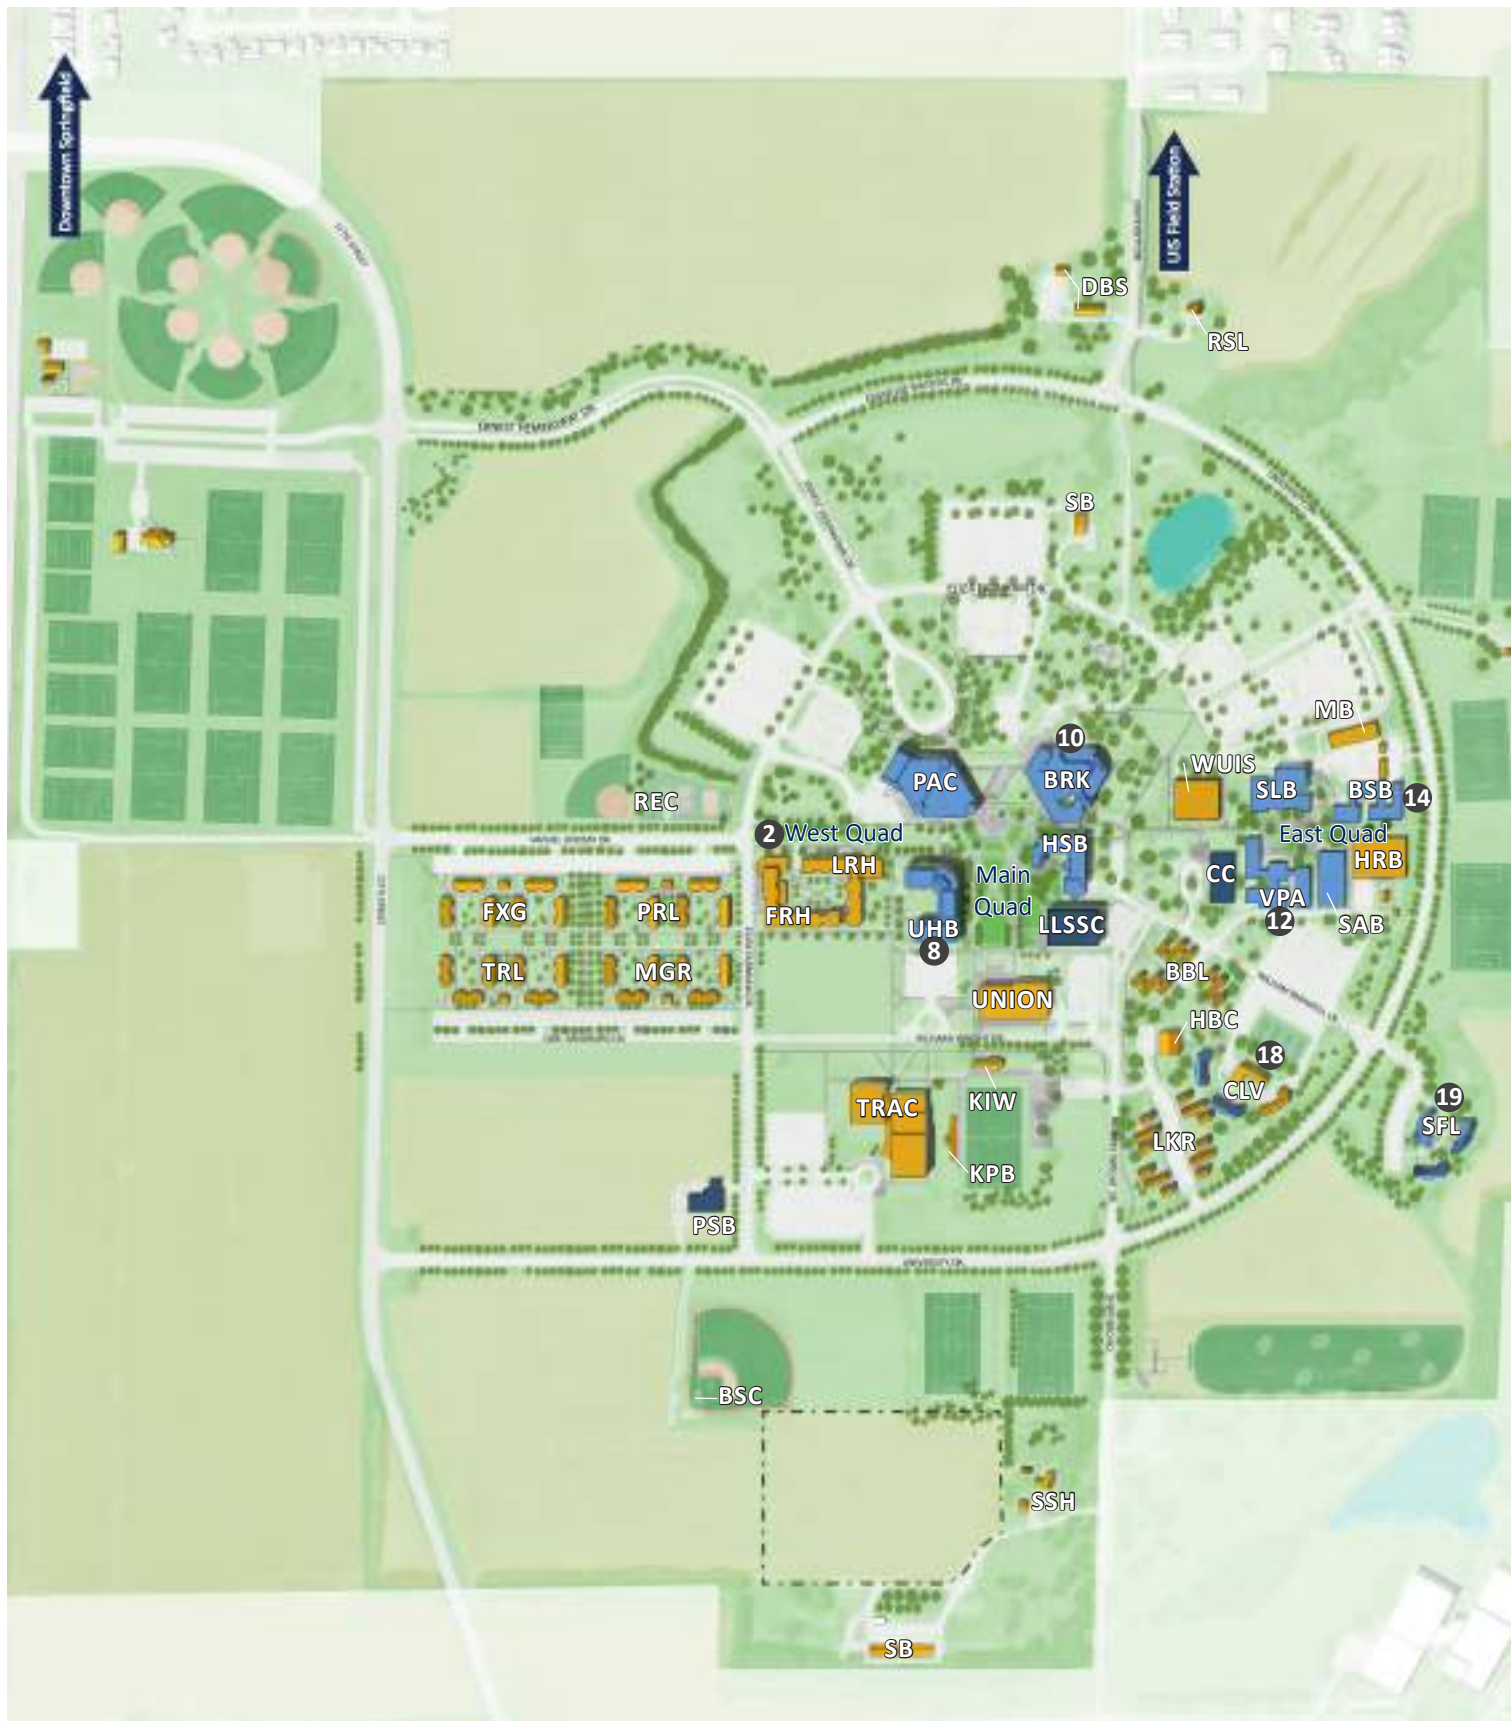 Downtown Springfield
UIS Field Station
DBS
RSL
SB
MB
10
WUIS
PAC
BRK
SLB
BSB
14
REC
2
West Quad
HSB
East Quad
LRH
Main
Quad
CC
HRB
FXG
PRL
FRH
UHB
LLSSC
VPA
12
SAB
8
TRL
MGR
BBL
UNION
HBC
18
KIW
CLV
TRAC
19
SFL
LKR
KPB
PSB
BSC
SSH
SB